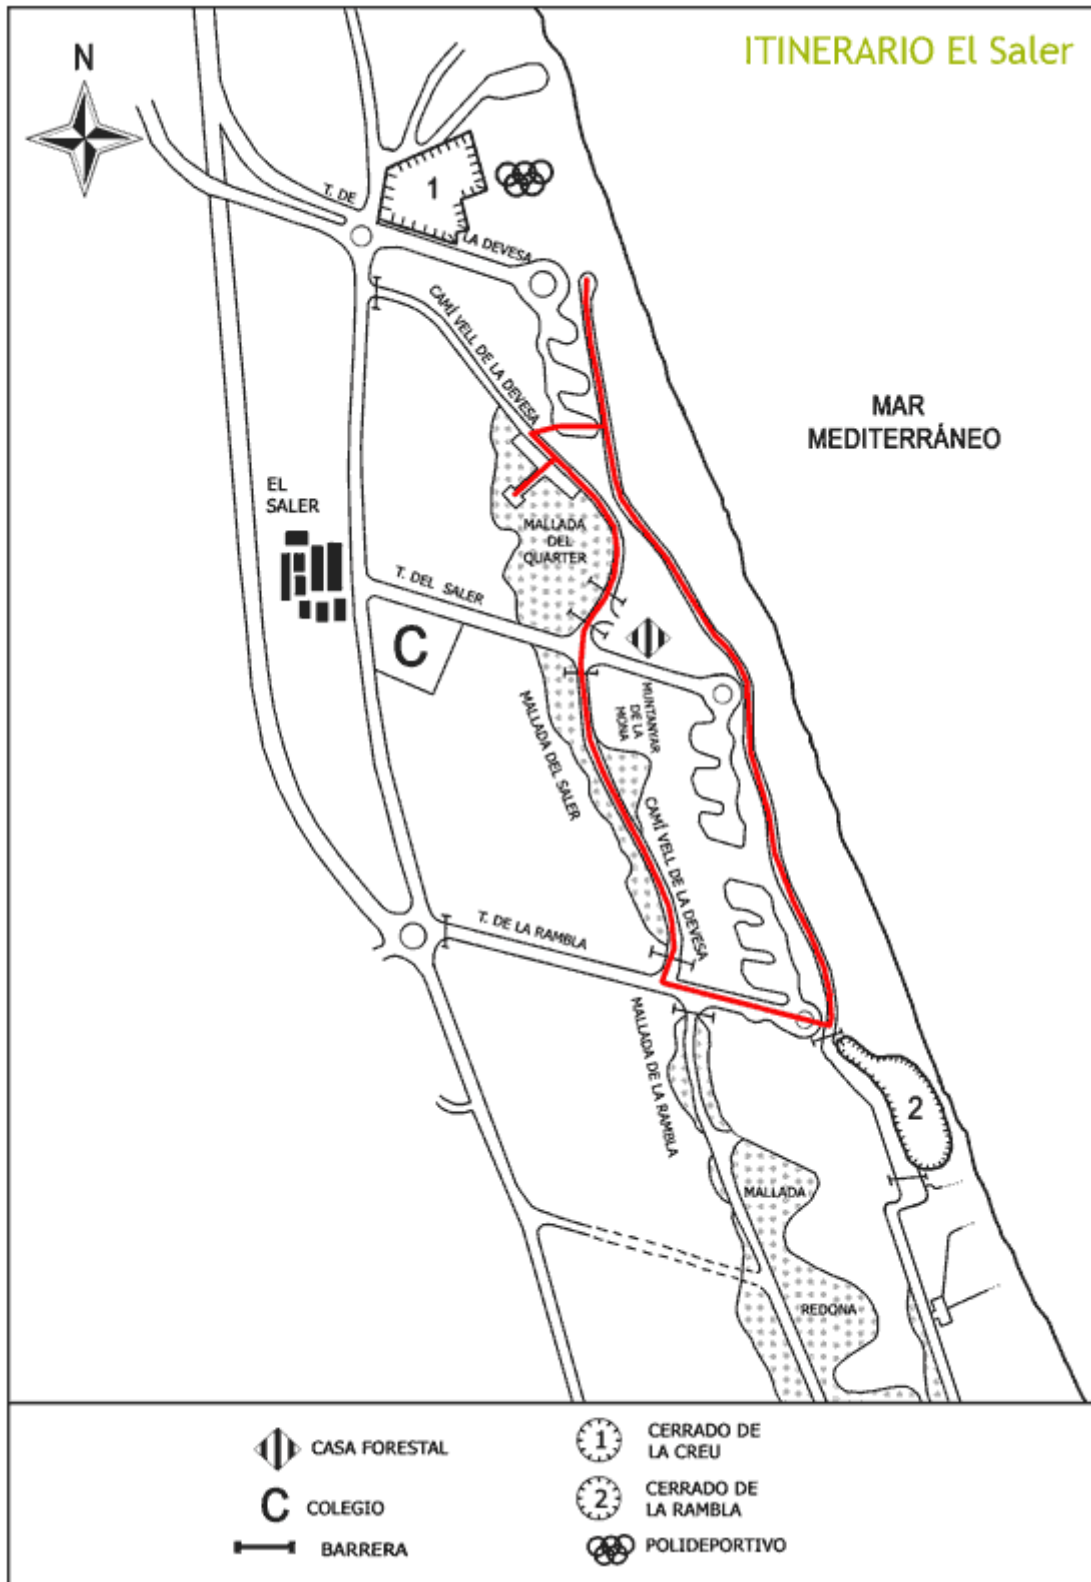 ITINERARIO El Saler
N
T. DE
LA DEVESA
1
CAMÍ VELL DE LA DEVESA
MAR
MEDITERRÁNEO
EL
SALER
MALLADA
DEL
QUARTER
T. DEL SALER
C
MUNTANYAR
DE LA
MONA
MALLADA DEL SALER
CAMÍ VELL DE LA DEVESA
T. DE LA RAMBLA
MALLADA DE LA RAMBLA
2
MALLADA
REDONA
CASA FORESTAL
C COLEGIO
BARRERA
1 CERRADO DE
LA CREU
2 CERRADO DE
LA RAMBLA
POLIDEPORTIVO